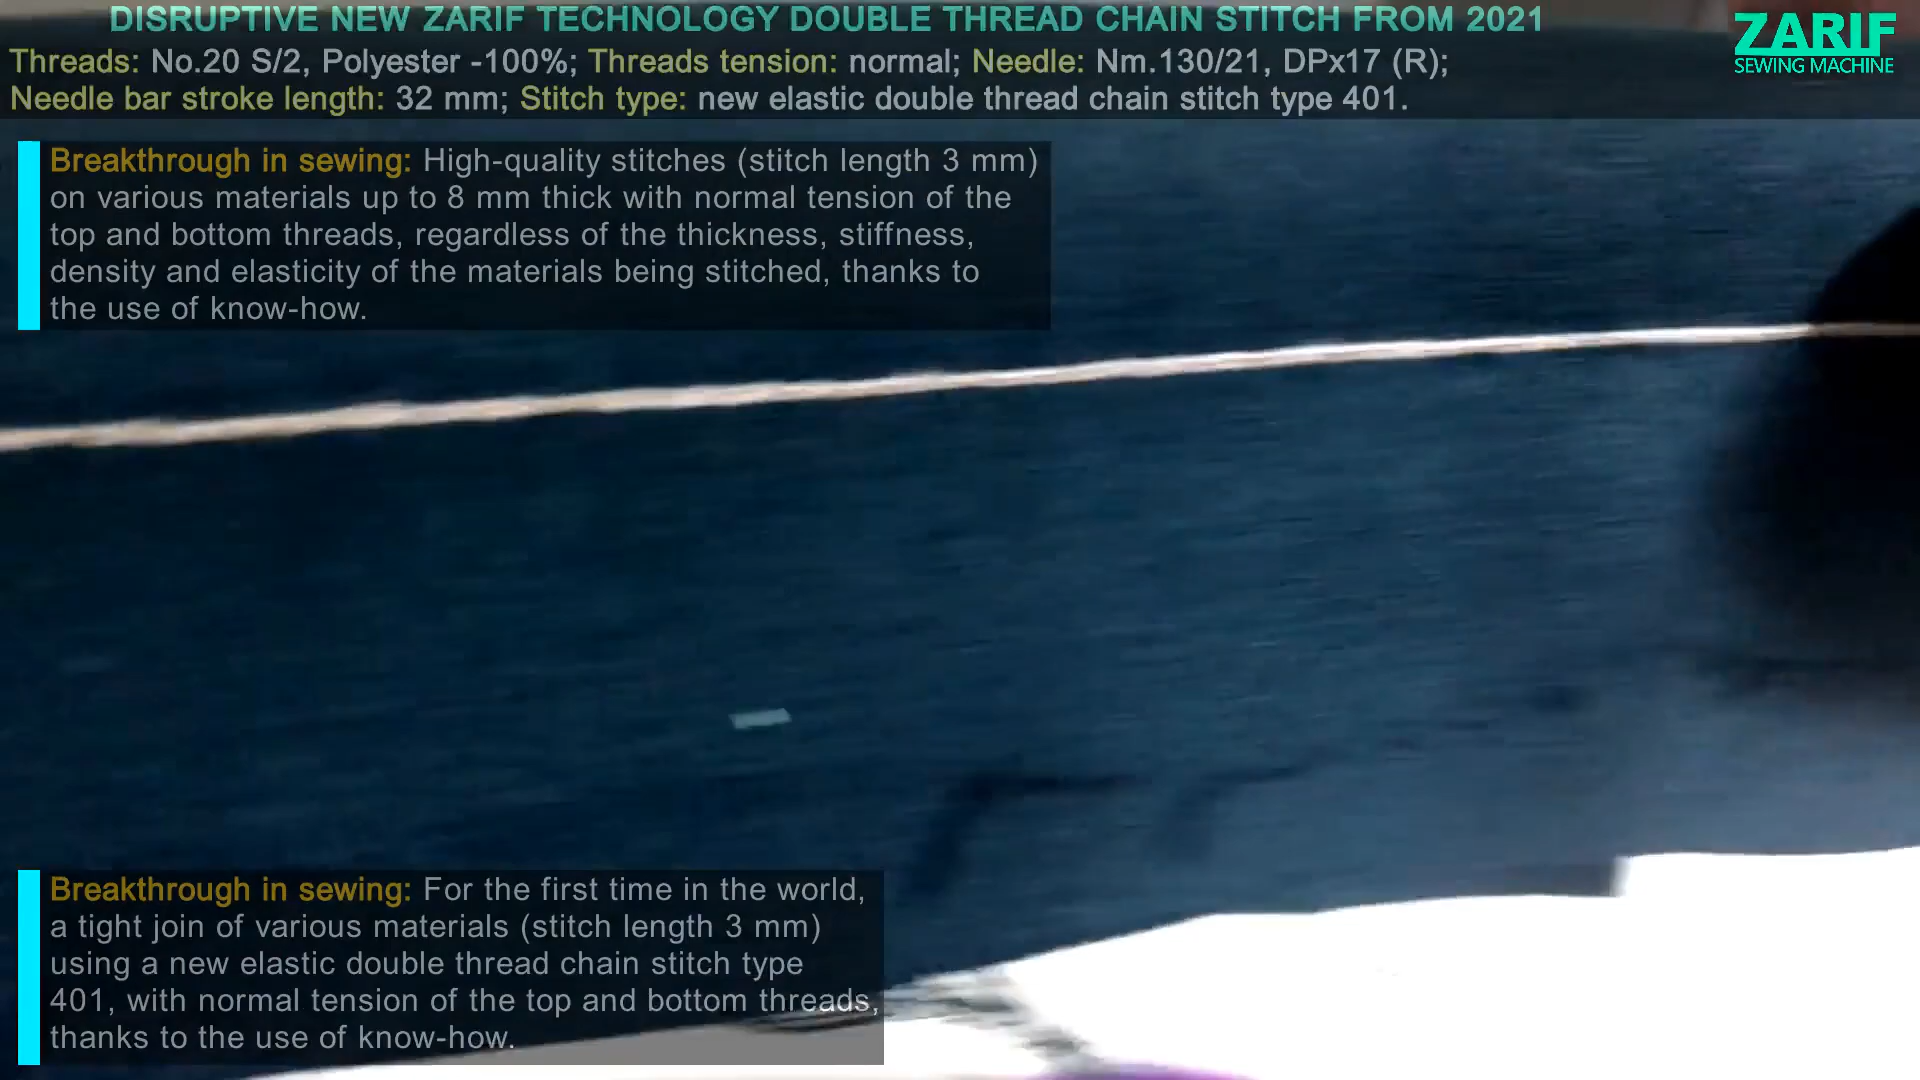 DISRUPTIVE NEW ZARIF TECHNOLOGY DOUBLE THREAD CHAIN STITCH FROM 2021
ZARIF
SEWING MACHINE
Threads: No.20 S/2, Polyester -100%; Threads tension: normal; Needle: Nm.130/21, DPx17 (R);
Needle bar stroke length: 32 mm; Stitch type: new elastic double thread chain stitch type 401.
Breakthrough in sewing: High-quality stitches (stitch length 3 mm)
on various materials up to 8 mm thick with normal tension of the
top and bottom threads, regardless of the thickness, stiffness,
density and elasticity of the materials being stitched, thanks to
the use of know-how.
Breakthrough in sewing: For the first time in the world,
a tight join of various materials (stitch length 3 mm)
using a new elastic double thread chain stitch type
401, with normal tension of the top and bottom threads,
thanks to the use of know-how.